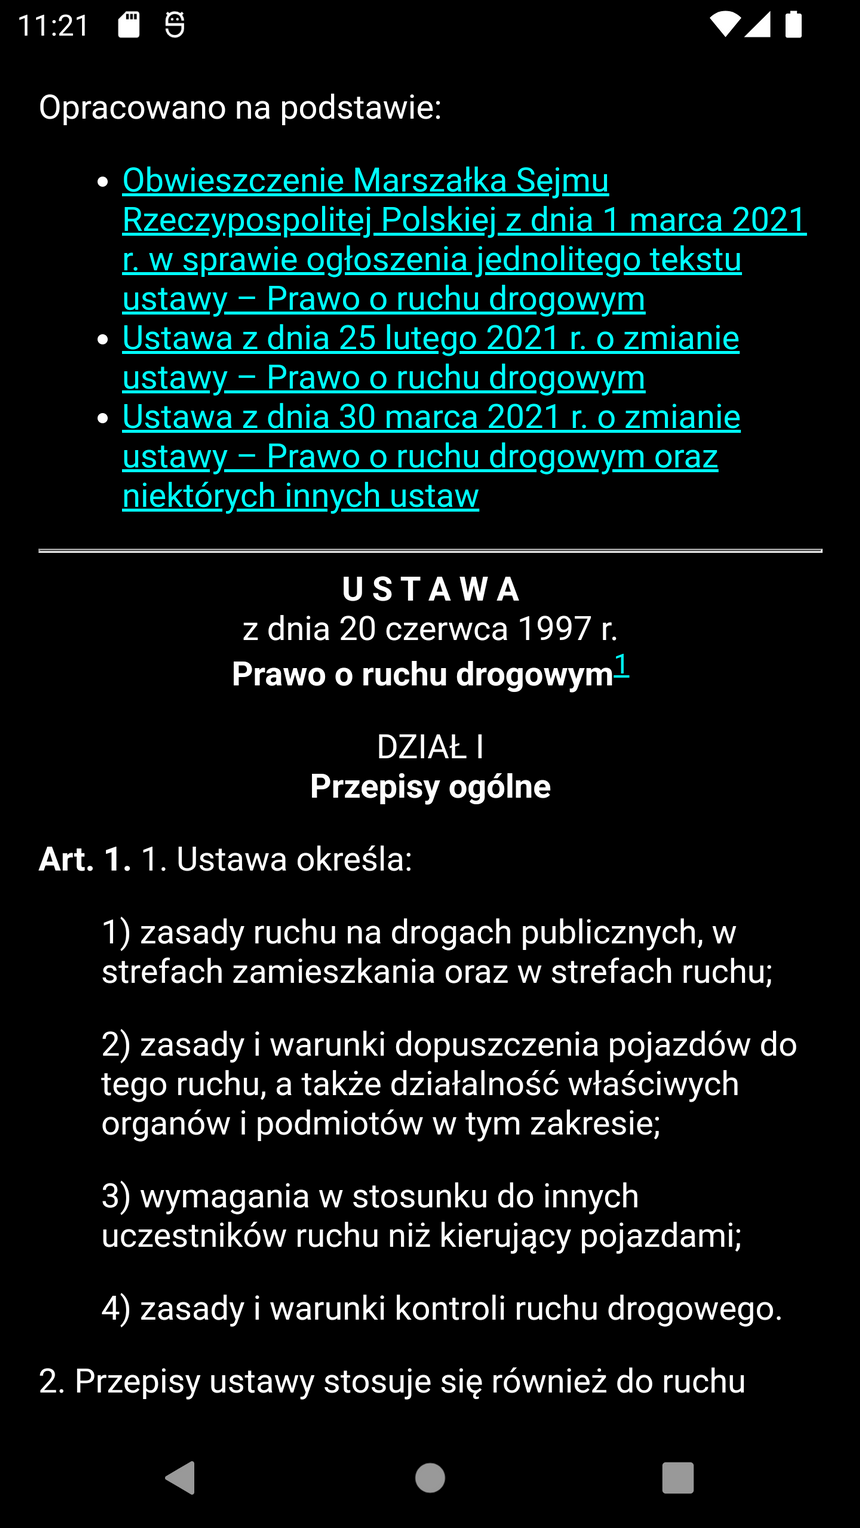 11:21
Opracowano na podstawie:
• Obwieszczenie Marszałka Sejmu
Rzeczypospolitej Polskiej z dnia 1 marca 2021
r. w sprawie ogłoszenia jednolitego tekstu
ustawy – Prawo o ruchu drogowym
• Ustawa z dnia 25 lutego 2021 r. o zmianie
ustawy – Prawo o ruchu drogowym
• Ustawa z dnia 30 marca 2021 r. o zmianie
ustawy – Prawo o ruchu drogowym oraz
niektórych innych ustaw
U S T A W A
z dnia 20 czerwca 1997 r.
Prawo o ruchu drogowym1
DZIAŁ I
Przepisy ogólne
Art. 1. 1. Ustawa określa:
1) zasady ruchu na drogach publicznych, w
strefach zamieszkania oraz w strefach ruchu;
2) zasady i warunki dopuszczenia pojazdów do
tego ruchu, a także działalność właściwych
organów i podmiotów w tym zakresie;
3) wymagania w stosunku do innych
uczestników ruchu niż kierujący pojazdami;
4) zasady i warunki kontroli ruchu drogowego.
2. Przepisy ustawy stosuje się również do ruchu